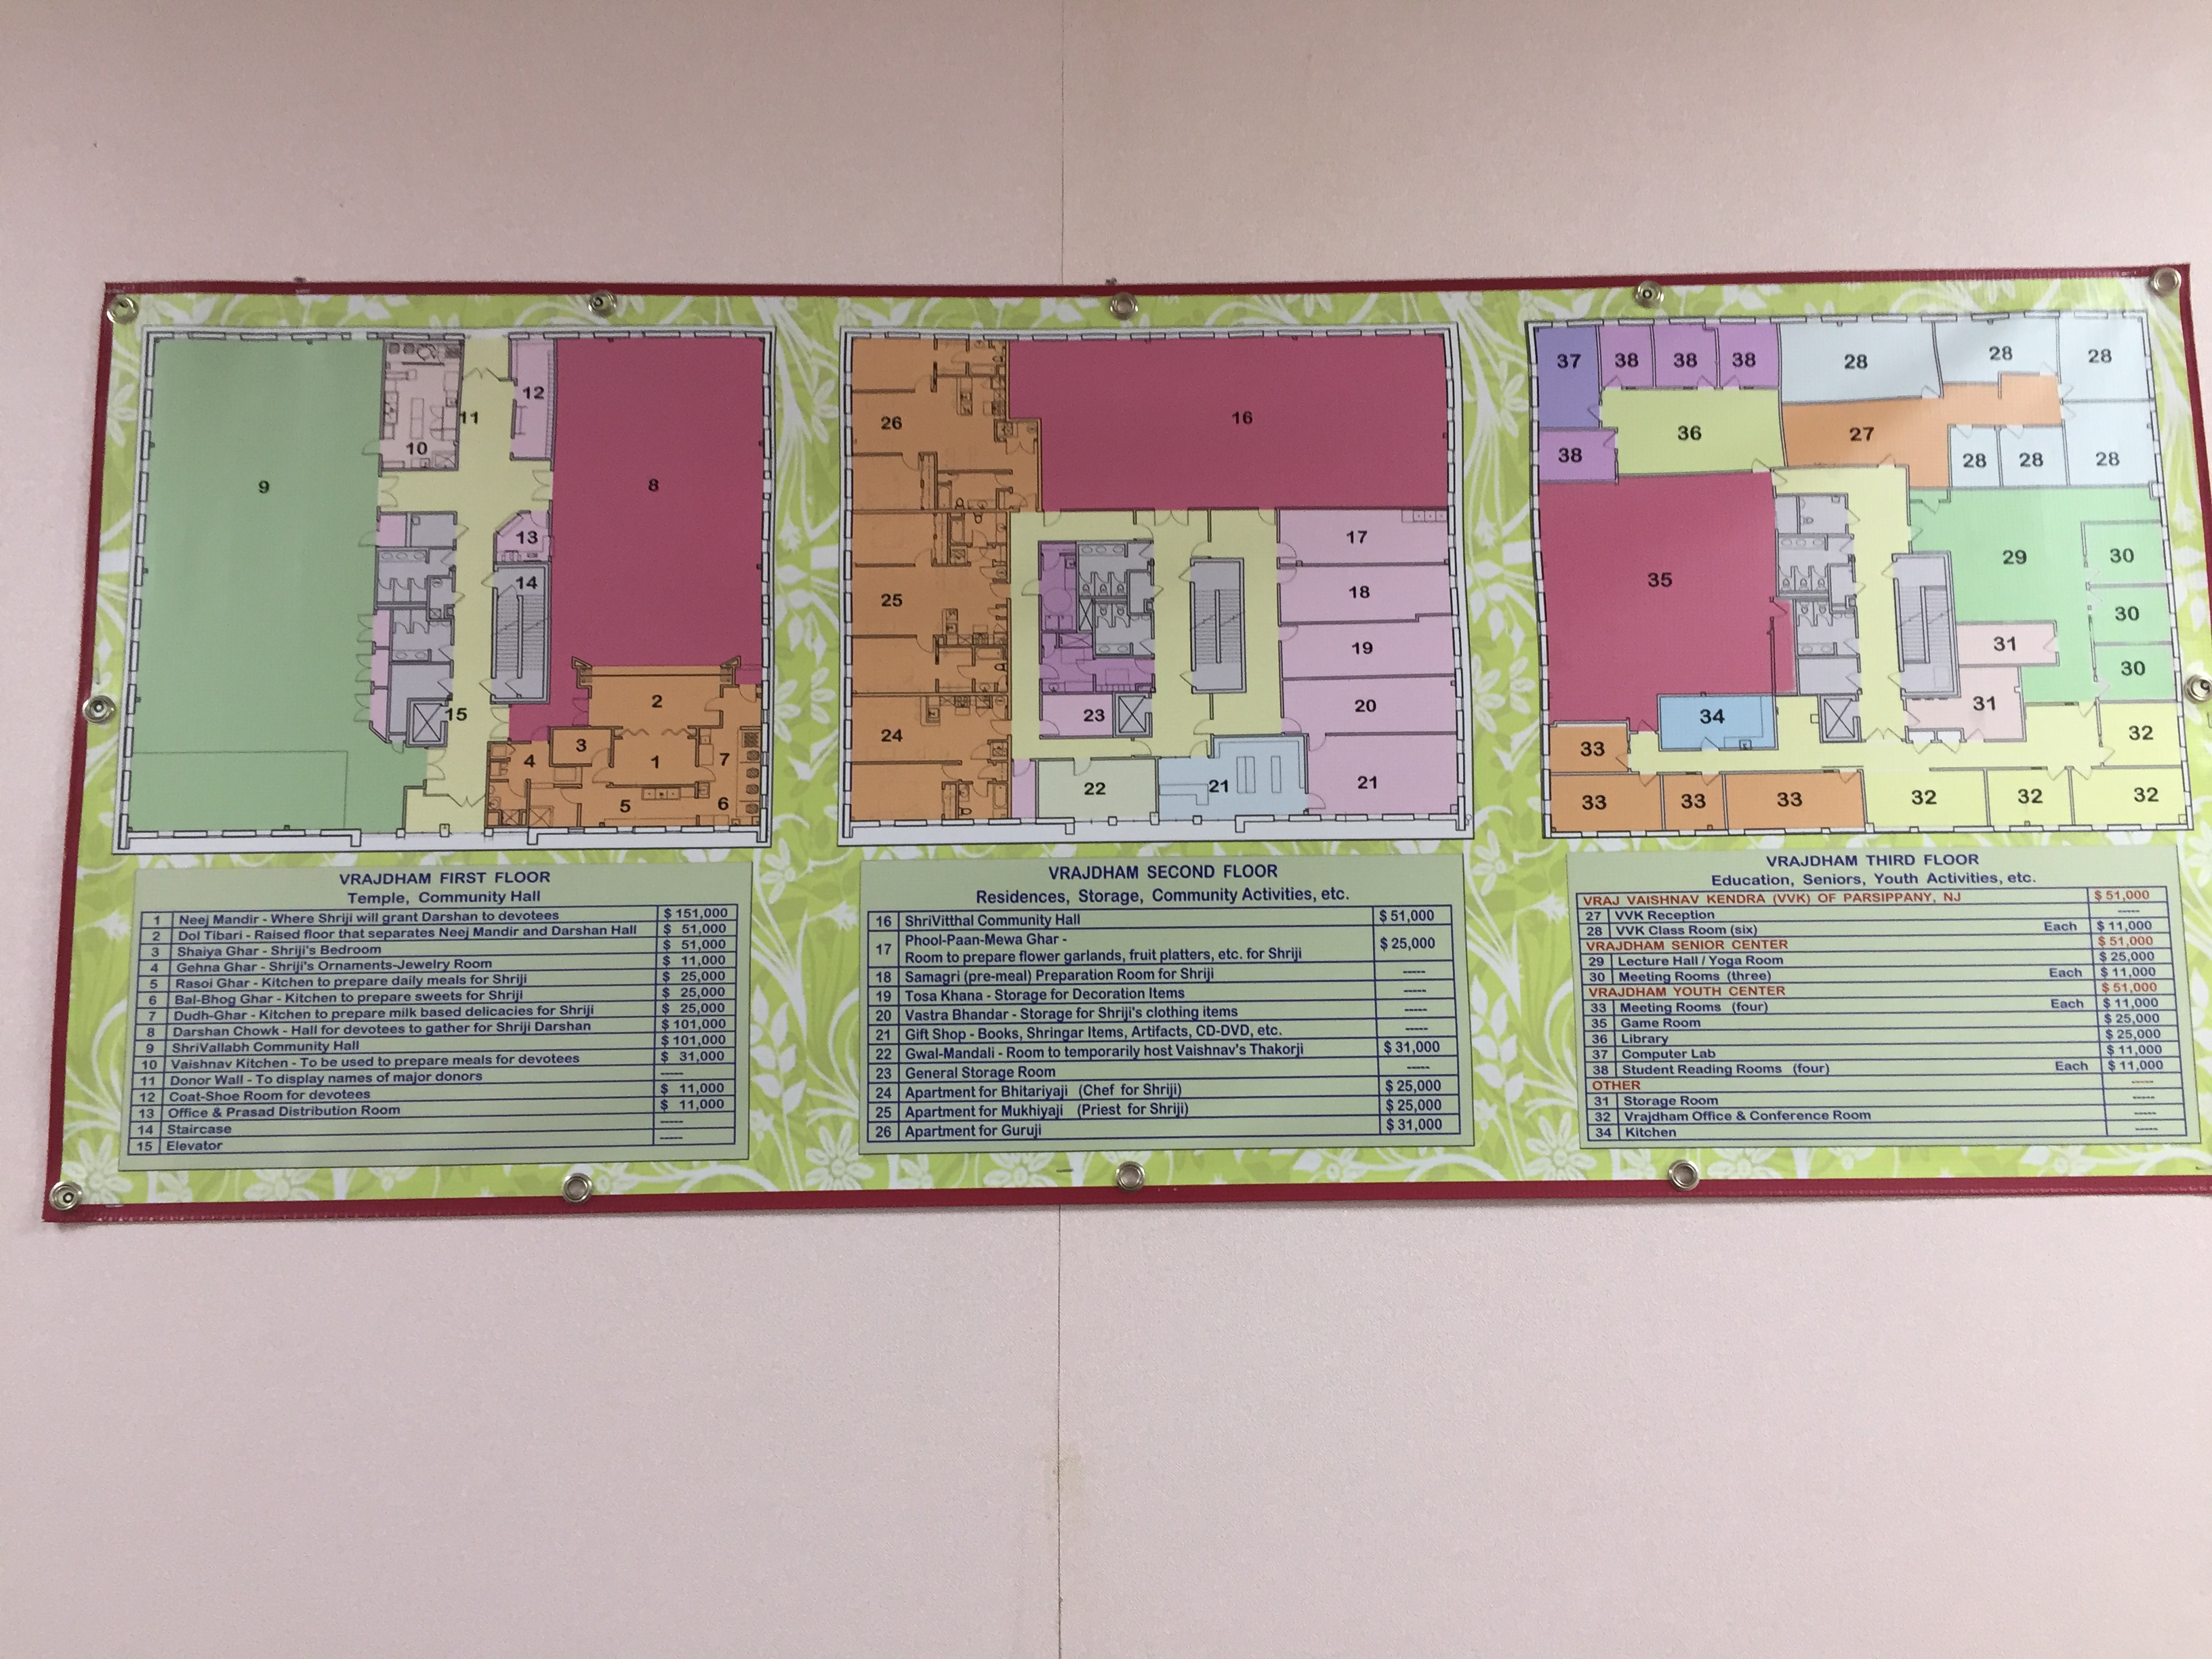 9
10
11
12
8
13
14
15
2
3
4
1
7
5
6
26
16
25
17
18
19
20
24
23
22
21
21
37
38
38
38
28
28
28
36
27
38
28
28
28
35
29
30
30
31
30
34
31
33
32
33
33
33
32
32
32
VRAJDHAM FIRST FLOOR
Temple, Community Hall
1 Neej Mandir - Where Shriji will grant Darshan to devotees $ 151,000
2 Dol Tibari - Raised floor that separates Neej Mandir and Darshan Hall $ 51,000
3 Shaiya Ghar - Shriji's Bedroom $ 51,000
4 Gehna Ghar - Shriji's Ornaments-Jewelry Room $ 11,000
5 Rasoi Ghar - Kitchen to prepare daily meals for Shriji $ 25,000
6 Bal-Bhog Ghar - Kitchen to prepare sweets for Shriji $ 25,000
7 Dudh-Ghar - Kitchen to prepare milk based delicacies for Shriji $ 25,000
8 Darshan Chowk - Hall for devotees to gather for Shriji Darshan $ 101,000
9 ShriVallabh Community Hall $ 101,000
10 Vaishnav Kitchen - To be used to prepare meals for devotees $ 31,000
11 Donor Wall - To display names of major donors -----
12 Coat-Shoe Room for devotees $ 11,000
13 Office & Prasad Distribution Room $ 11,000
14 Staircase -----
15 Elevator -----
VRAJDHAM SECOND FLOOR
Residences, Storage, Community Activities, etc.
16 ShriVitthal Community Hall $ 51,000
17 Phool-Paan-Mewa Ghar -
Room to prepare flower garlands, fruit platters, etc. for Shriji $ 25,000
18 Samagri (pre-meal) Preparation Room for Shriji -----
19 Tosa Khana - Storage for Decoration Items -----
20 Vastra Bhandar - Storage for Shriji's clothing items -----
21 Gift Shop - Books, Shringar Items, Artifacts, CD-DVD, etc. -----
22 Gwal-Mandali - Room to temporarily host Vaishnav's Thakorji $ 31,000
23 General Storage Room -----
24 Apartment for Bhitariyaji (Chef for Shriji) $ 25,000
25 Apartment for Mukhiyaji (Priest for Shriji) $ 25,000
26 Apartment for Guruji $ 31,000
VRAJDHAM THIRD FLOOR
Education, Seniors, Youth Activities, etc.
VRAJ VAISHNAV KENDRA (VVK) OF PARSIPPANY, NJ $ 51,000
27 VVK Reception -----
28 VVK Class Room (six) Each $ 11,000
VRAJDHAM SENIOR CENTER $ 51,000
29 Lecture Hall / Yoga Room $ 25,000
30 Meeting Rooms (three) Each $ 11,000
VRAJDHAM YOUTH CENTER $ 51,000
33 Meeting Rooms (four) Each $ 11,000
35 Game Room $ 25,000
36 Library $ 25,000
37 Computer Lab $ 11,000
38 Student Reading Rooms (four) Each $ 11,000
OTHER -----
31 Storage Room -----
32 Vrajdham Office & Conference Room -----
34 Kitchen -----